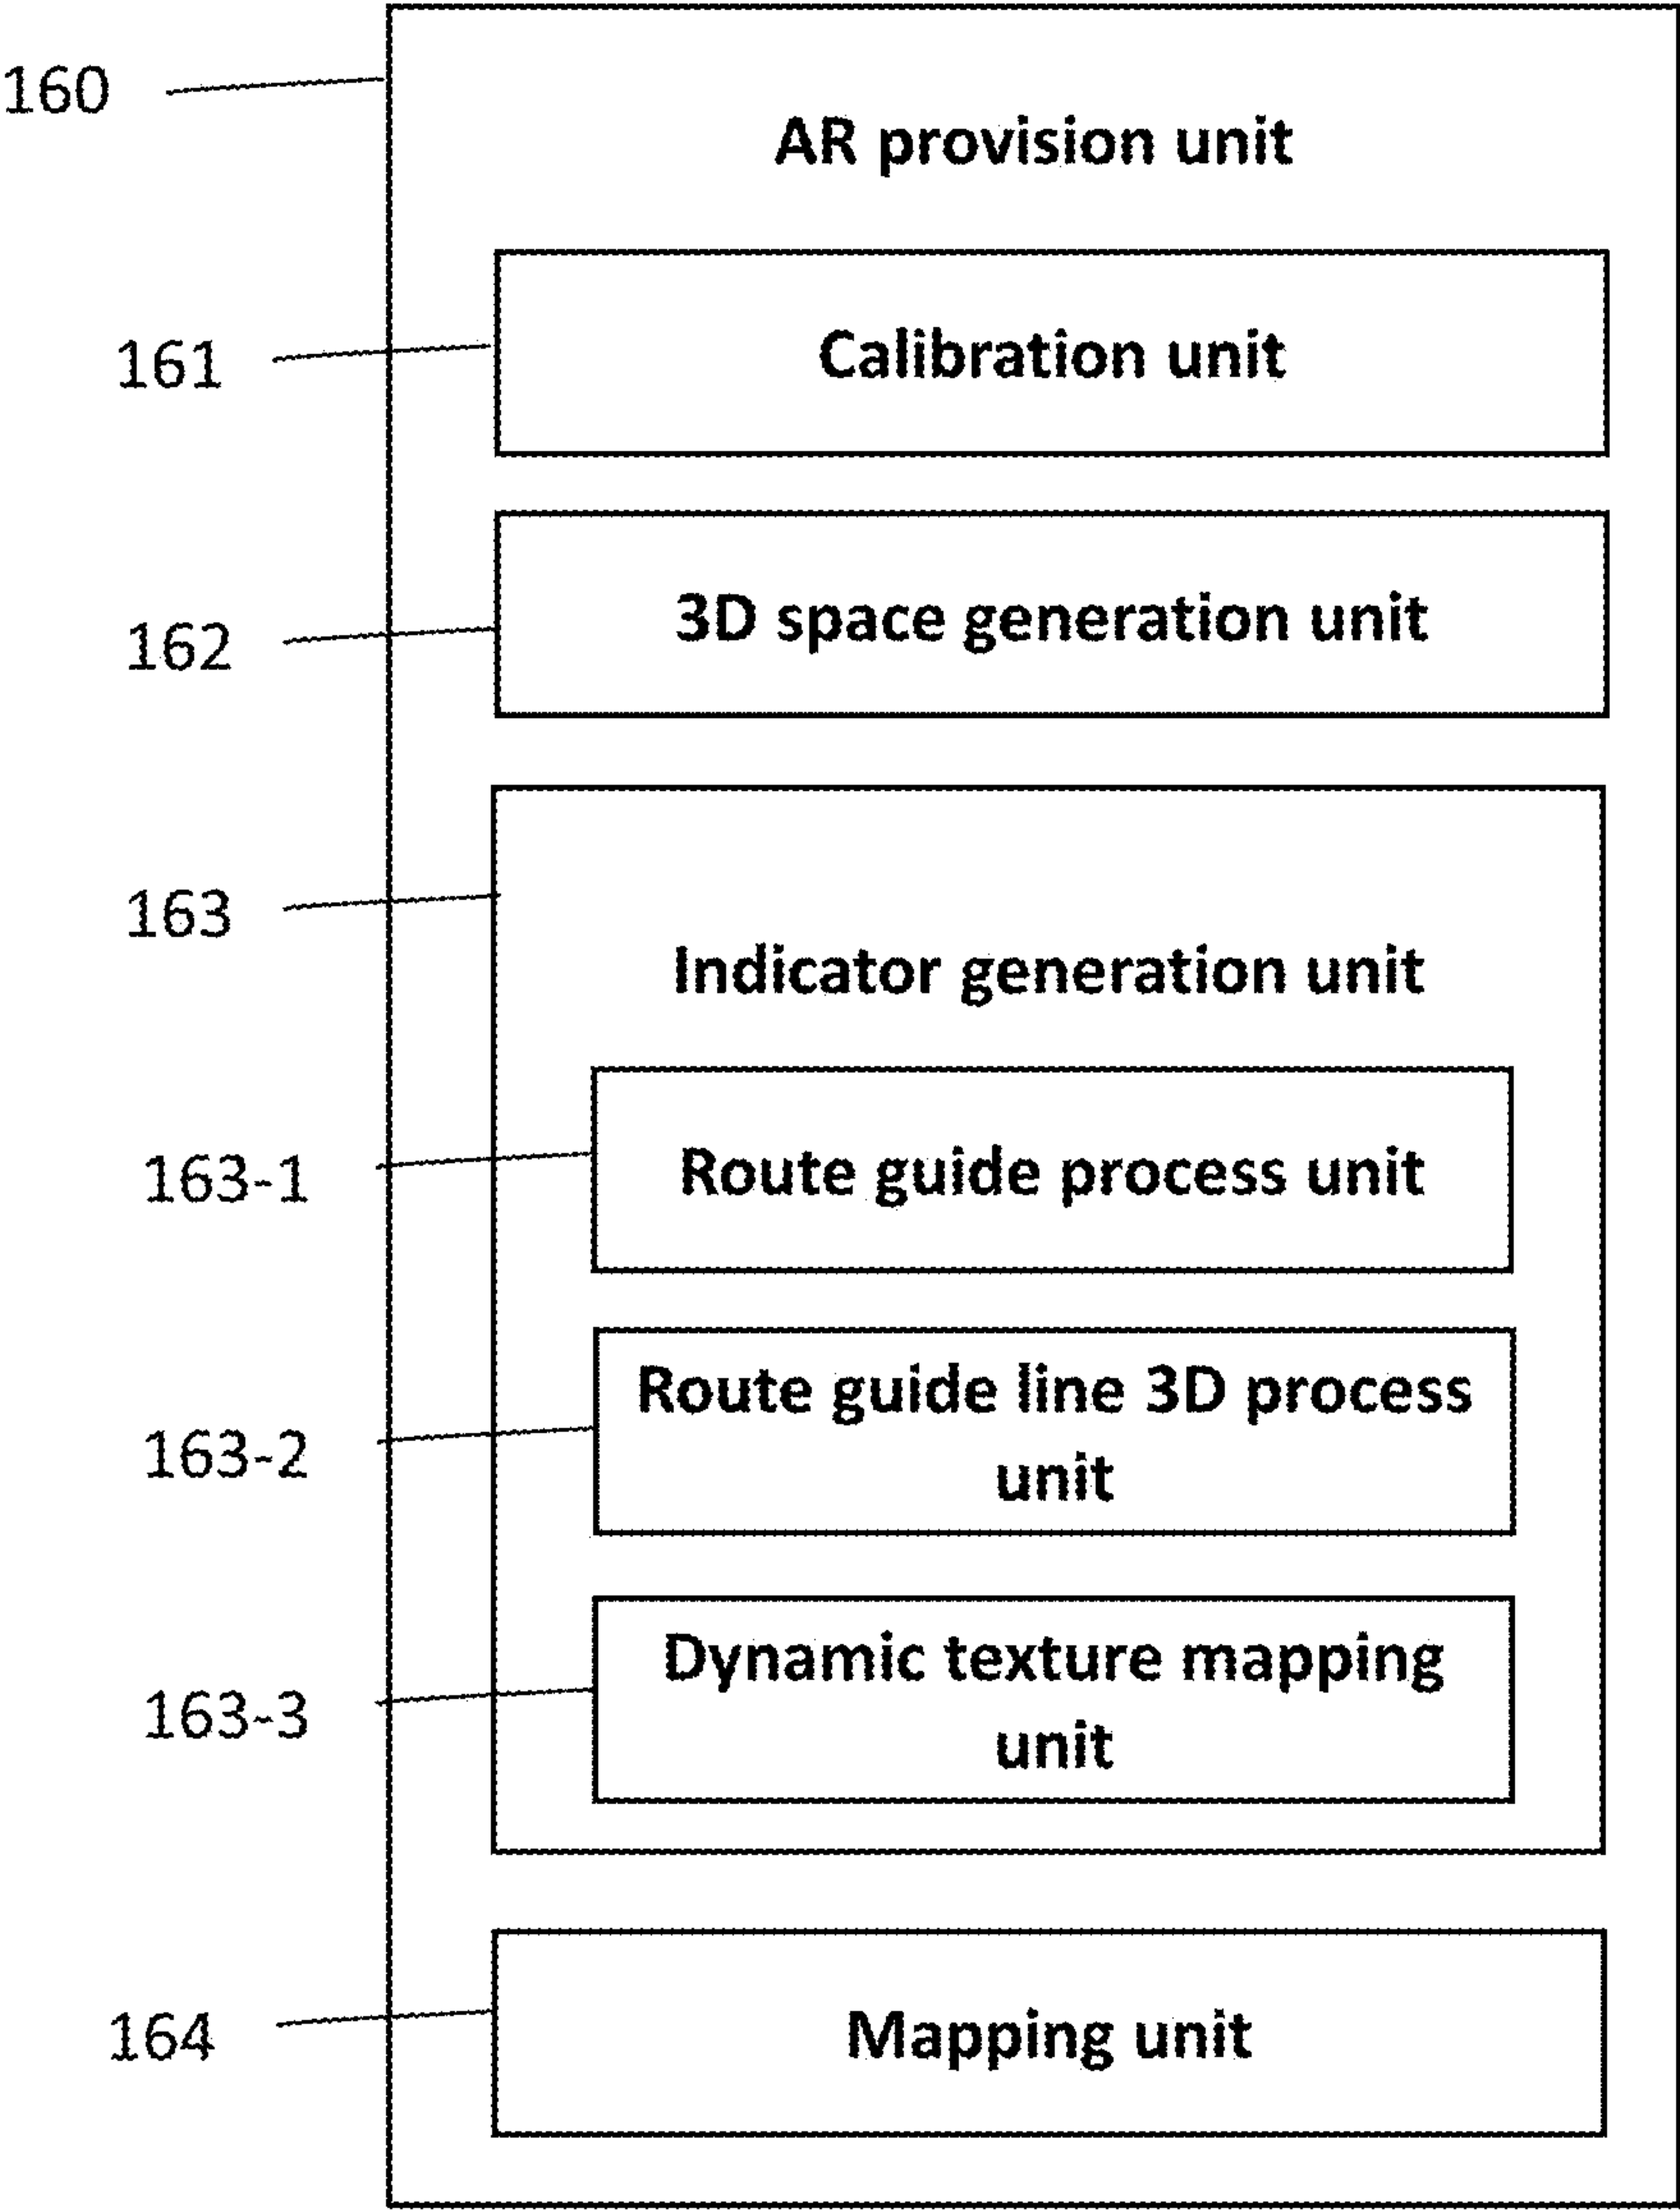 160
AR provision unit
161
Calibration unit
162
3D space generation unit
163
Indicator generation unit
163-1
Route guide process unit
163-2
Route guide line 3D process
unit
163-3
Dynamic texture mapping
unit
164
Mapping unit